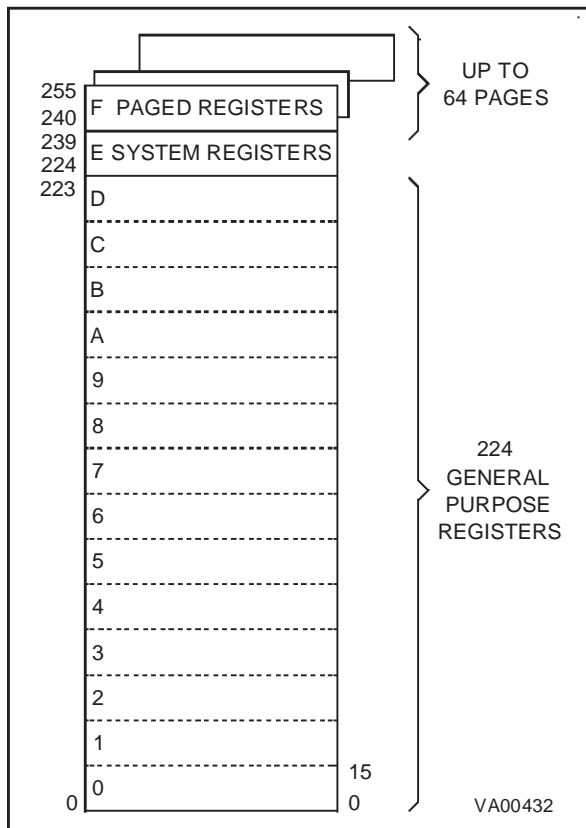 255
240
239
224
223
F PAGED REGISTERS
E SYSTEM REGISTERS
D
C
B
A
9
8
7
6
5
4
3
2
1
0
0
15
0
UP TO
64 PAGES
224
GENERAL
PURPOSE
REGISTERS
VA00432